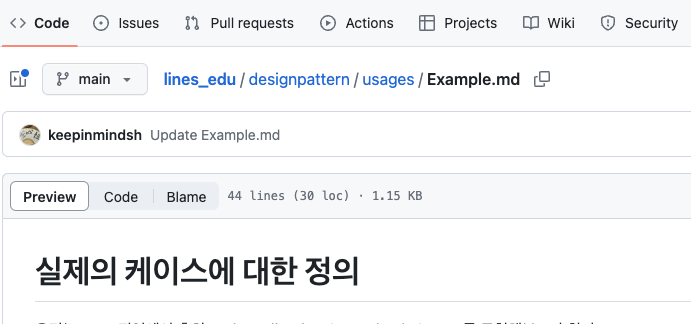 Code Issues Pull requests Actions Projects Wiki Security
main lines_edu / designpattern / usages / Example.md
keepinmindsh Update Example.md
Preview Code Blame 44 lines (30 loc) · 1.15 KB
실제의 케이스에 대한 정의